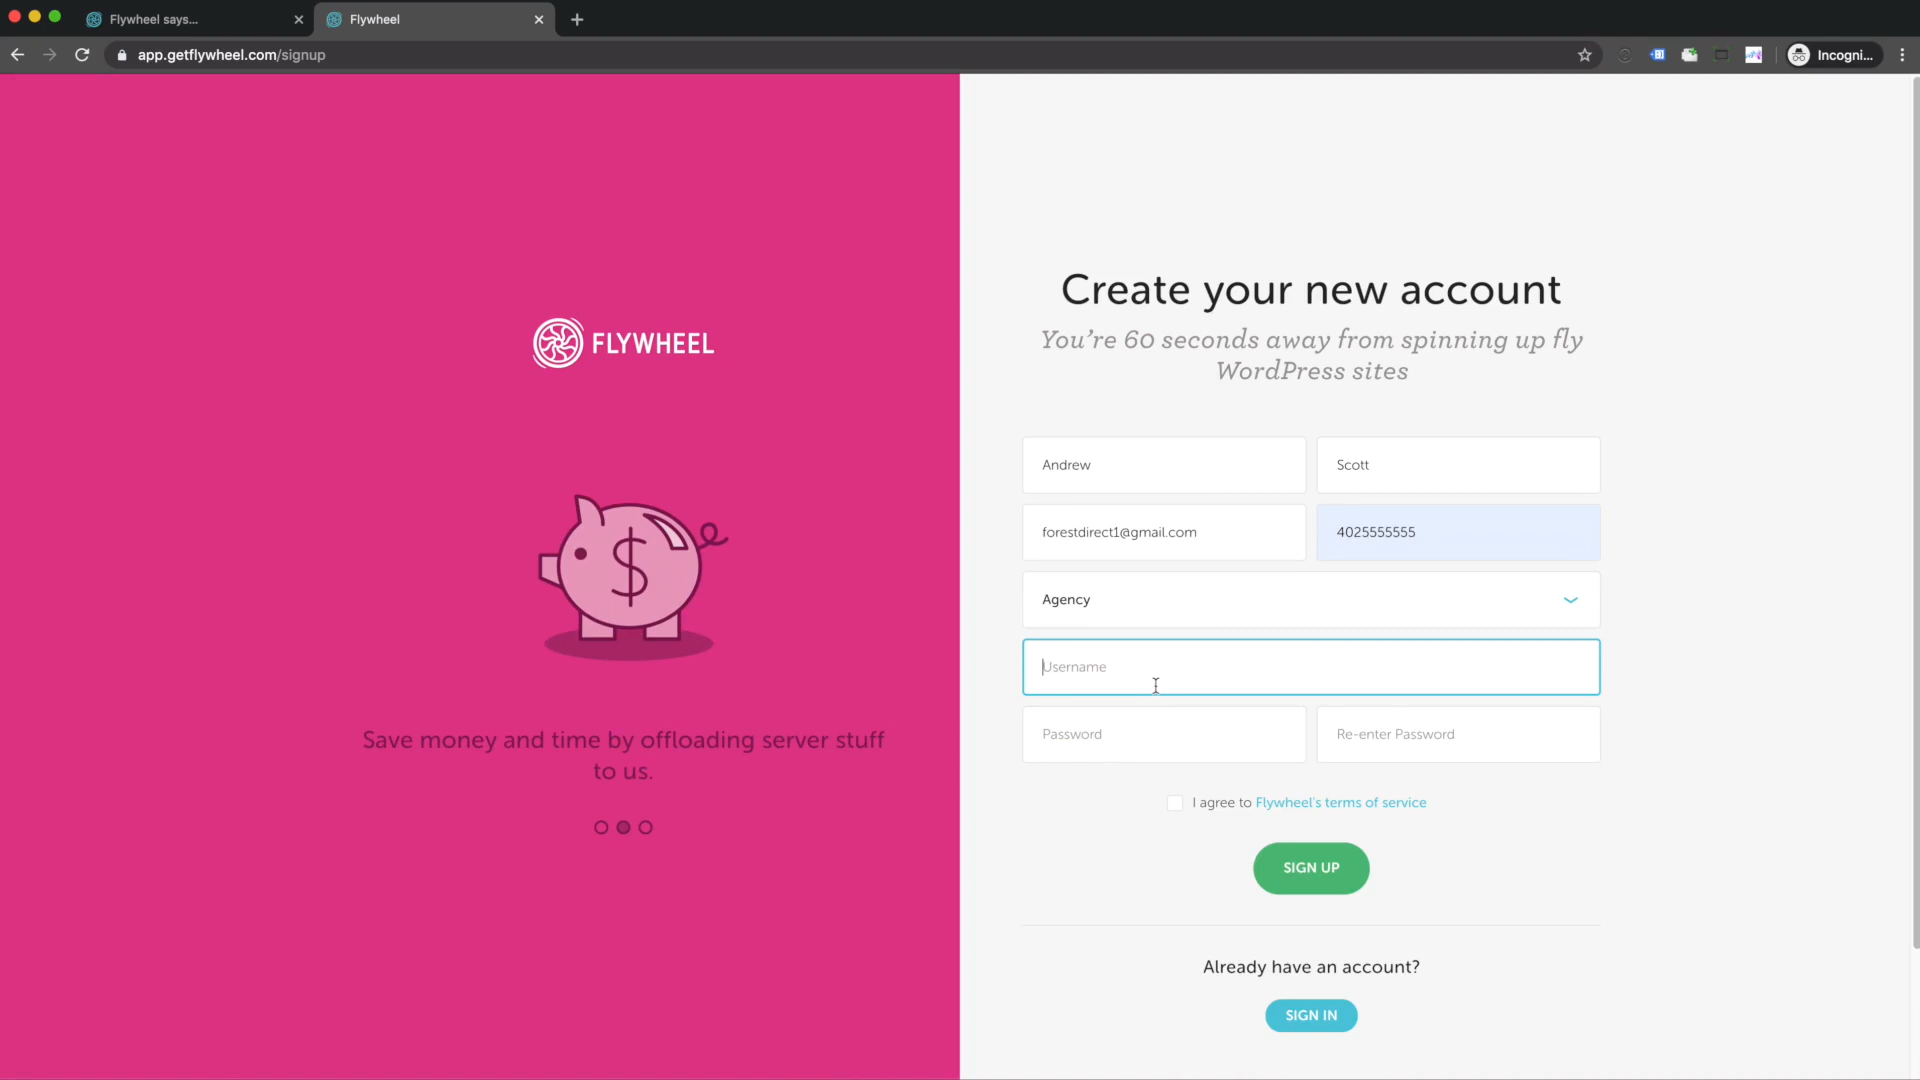 Flywheel says...
Flywheel
app.getflywheel.com/signup
Incogni...
FLYWHEEL
$
Save money and time by offloading server stuff
to us.
Create your new account
You're 60 seconds away from spinning up fly
WordPress sites
Andrew
Scott
forestdirect1@gmail.com
4025555555
Agency
Username
Password
Re-enter Password
I agree to Flywheel's terms of service
SIGN UP
Already have an account?
SIGN IN